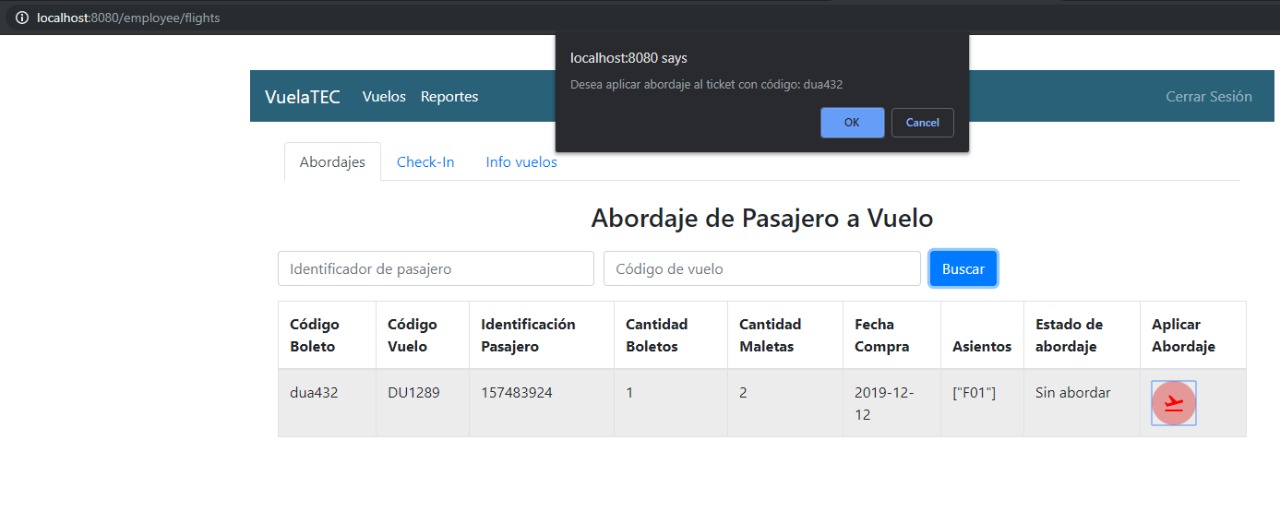 localhost:8080/employee/flights
localhost:8080 says
Desea aplicar abordaje al ticket con código: dua432
OK Cancel
VuelaTEC Vuelos Reportes Cerrar Sesión
Abordajes Check-In Info vuelos
Abordaje de Pasajero a Vuelo
Identificador de pasajero Código de vuelo Buscar
Código Código Identificación Cantidad Cantidad Fecha Estado de Aplicar
Boleto Vuelo Pasajero Boletos Maletas Compra Asientos abordaje Abordaje
dua432 DU1289 157483924 1 2 2019-12- ["F01"] Sin abordar
12